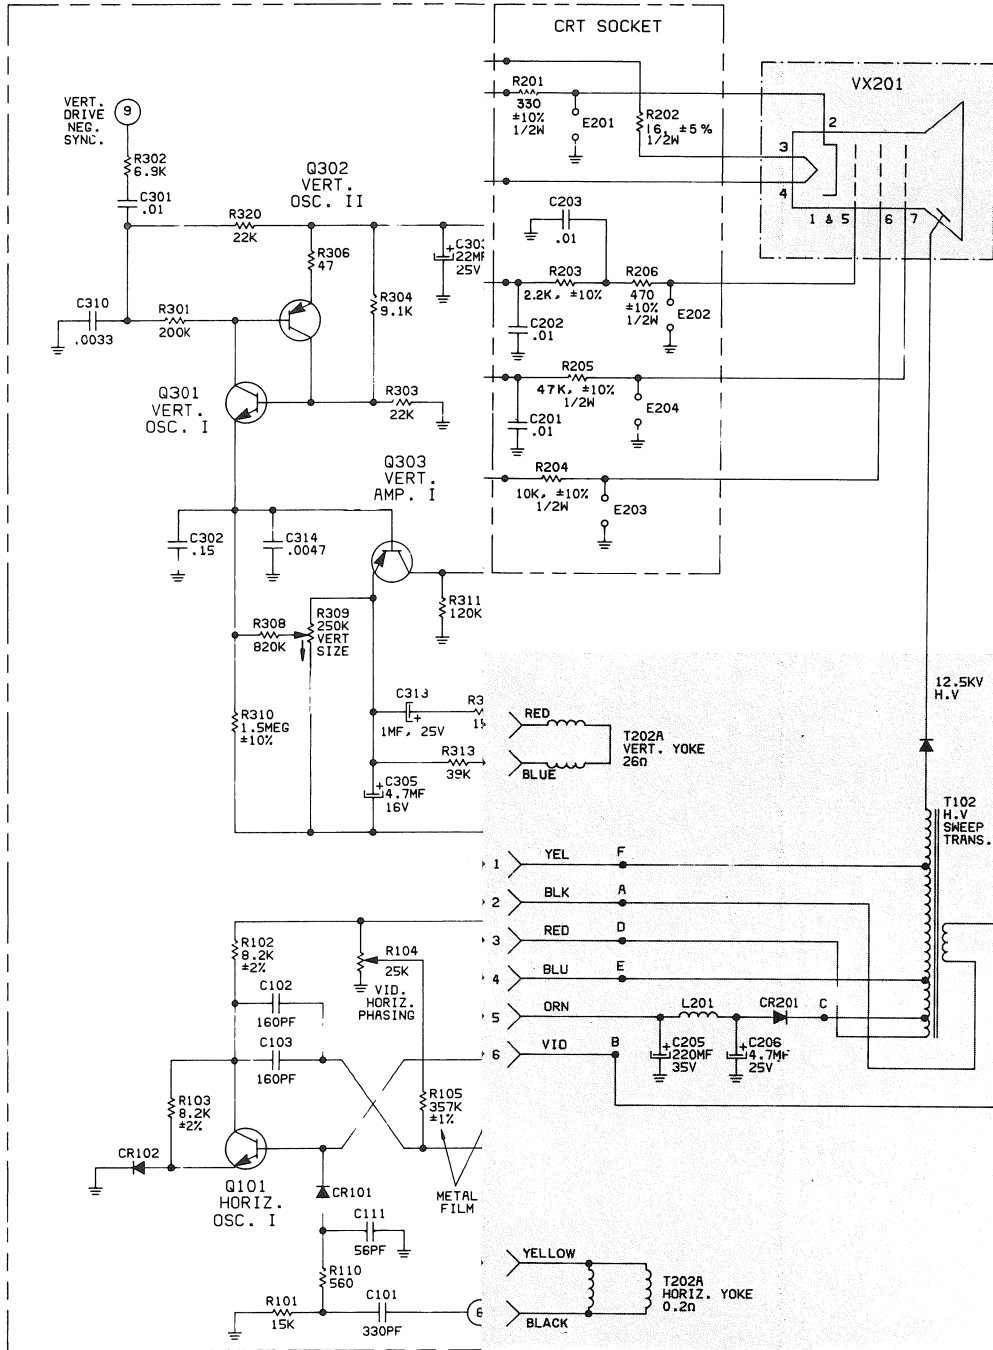 CRT SOCKET
VX201
VERT.
DRIVE
NEG.
SYNC.
9
R302
6.9K
C301
.01
Q302
VERT.
OSC. II
R320
22K
R306
47
C303
22MF
25V
C310
.0033
R301
200K
R304
9.1K
Q301
VERT.
OSC. I
R303
22K
Q303
VERT.
AMP. I
C302
.15
C314
.0047
R311
120K
R308
820K
R309
250K
VERT
SIZE
R310
1.5MEG
±10%
C313
1MF, 25V
R3
15
R313
39K
C305
4.7MF
16V
R201
330
±10%
1/2W
E201
R202
16, ±5%
1/2W
2
3
4
1 & 5
6
7
C203
.01
R203
2.2K, ±10%
R206
470
±10%
1/2W
E202
C202
.01
R205
47K, ±10%
1/2W
E204
C201
.01
R204
10K, ±10%
1/2W
E203
12.5KV
H.V
RED
BLUE
T202A
VERT. YOKE
26Ω
T102
H.V
SWEEP
TRANS.
1 YEL F
2 BLK A
3 RED D
4 BLU E
5 ORN
L201
CR201
C
6 VIO B
C205
220MF
35V
C206
4.7MF
25V
R102
8.2K
±2%
R104
25K
VID.
HORIZ.
PHASING
C102
160PF
C103
160PF
R103
8.2K
±2%
R105
357K
±1%
CR102
Q101
HORIZ.
OSC. I
CR101
METAL
FILM
C111
56PF
R110
560
R101
15K
C101
330PF
6
YELLOW
BLACK
T202A
HORIZ. YOKE
0.2Ω